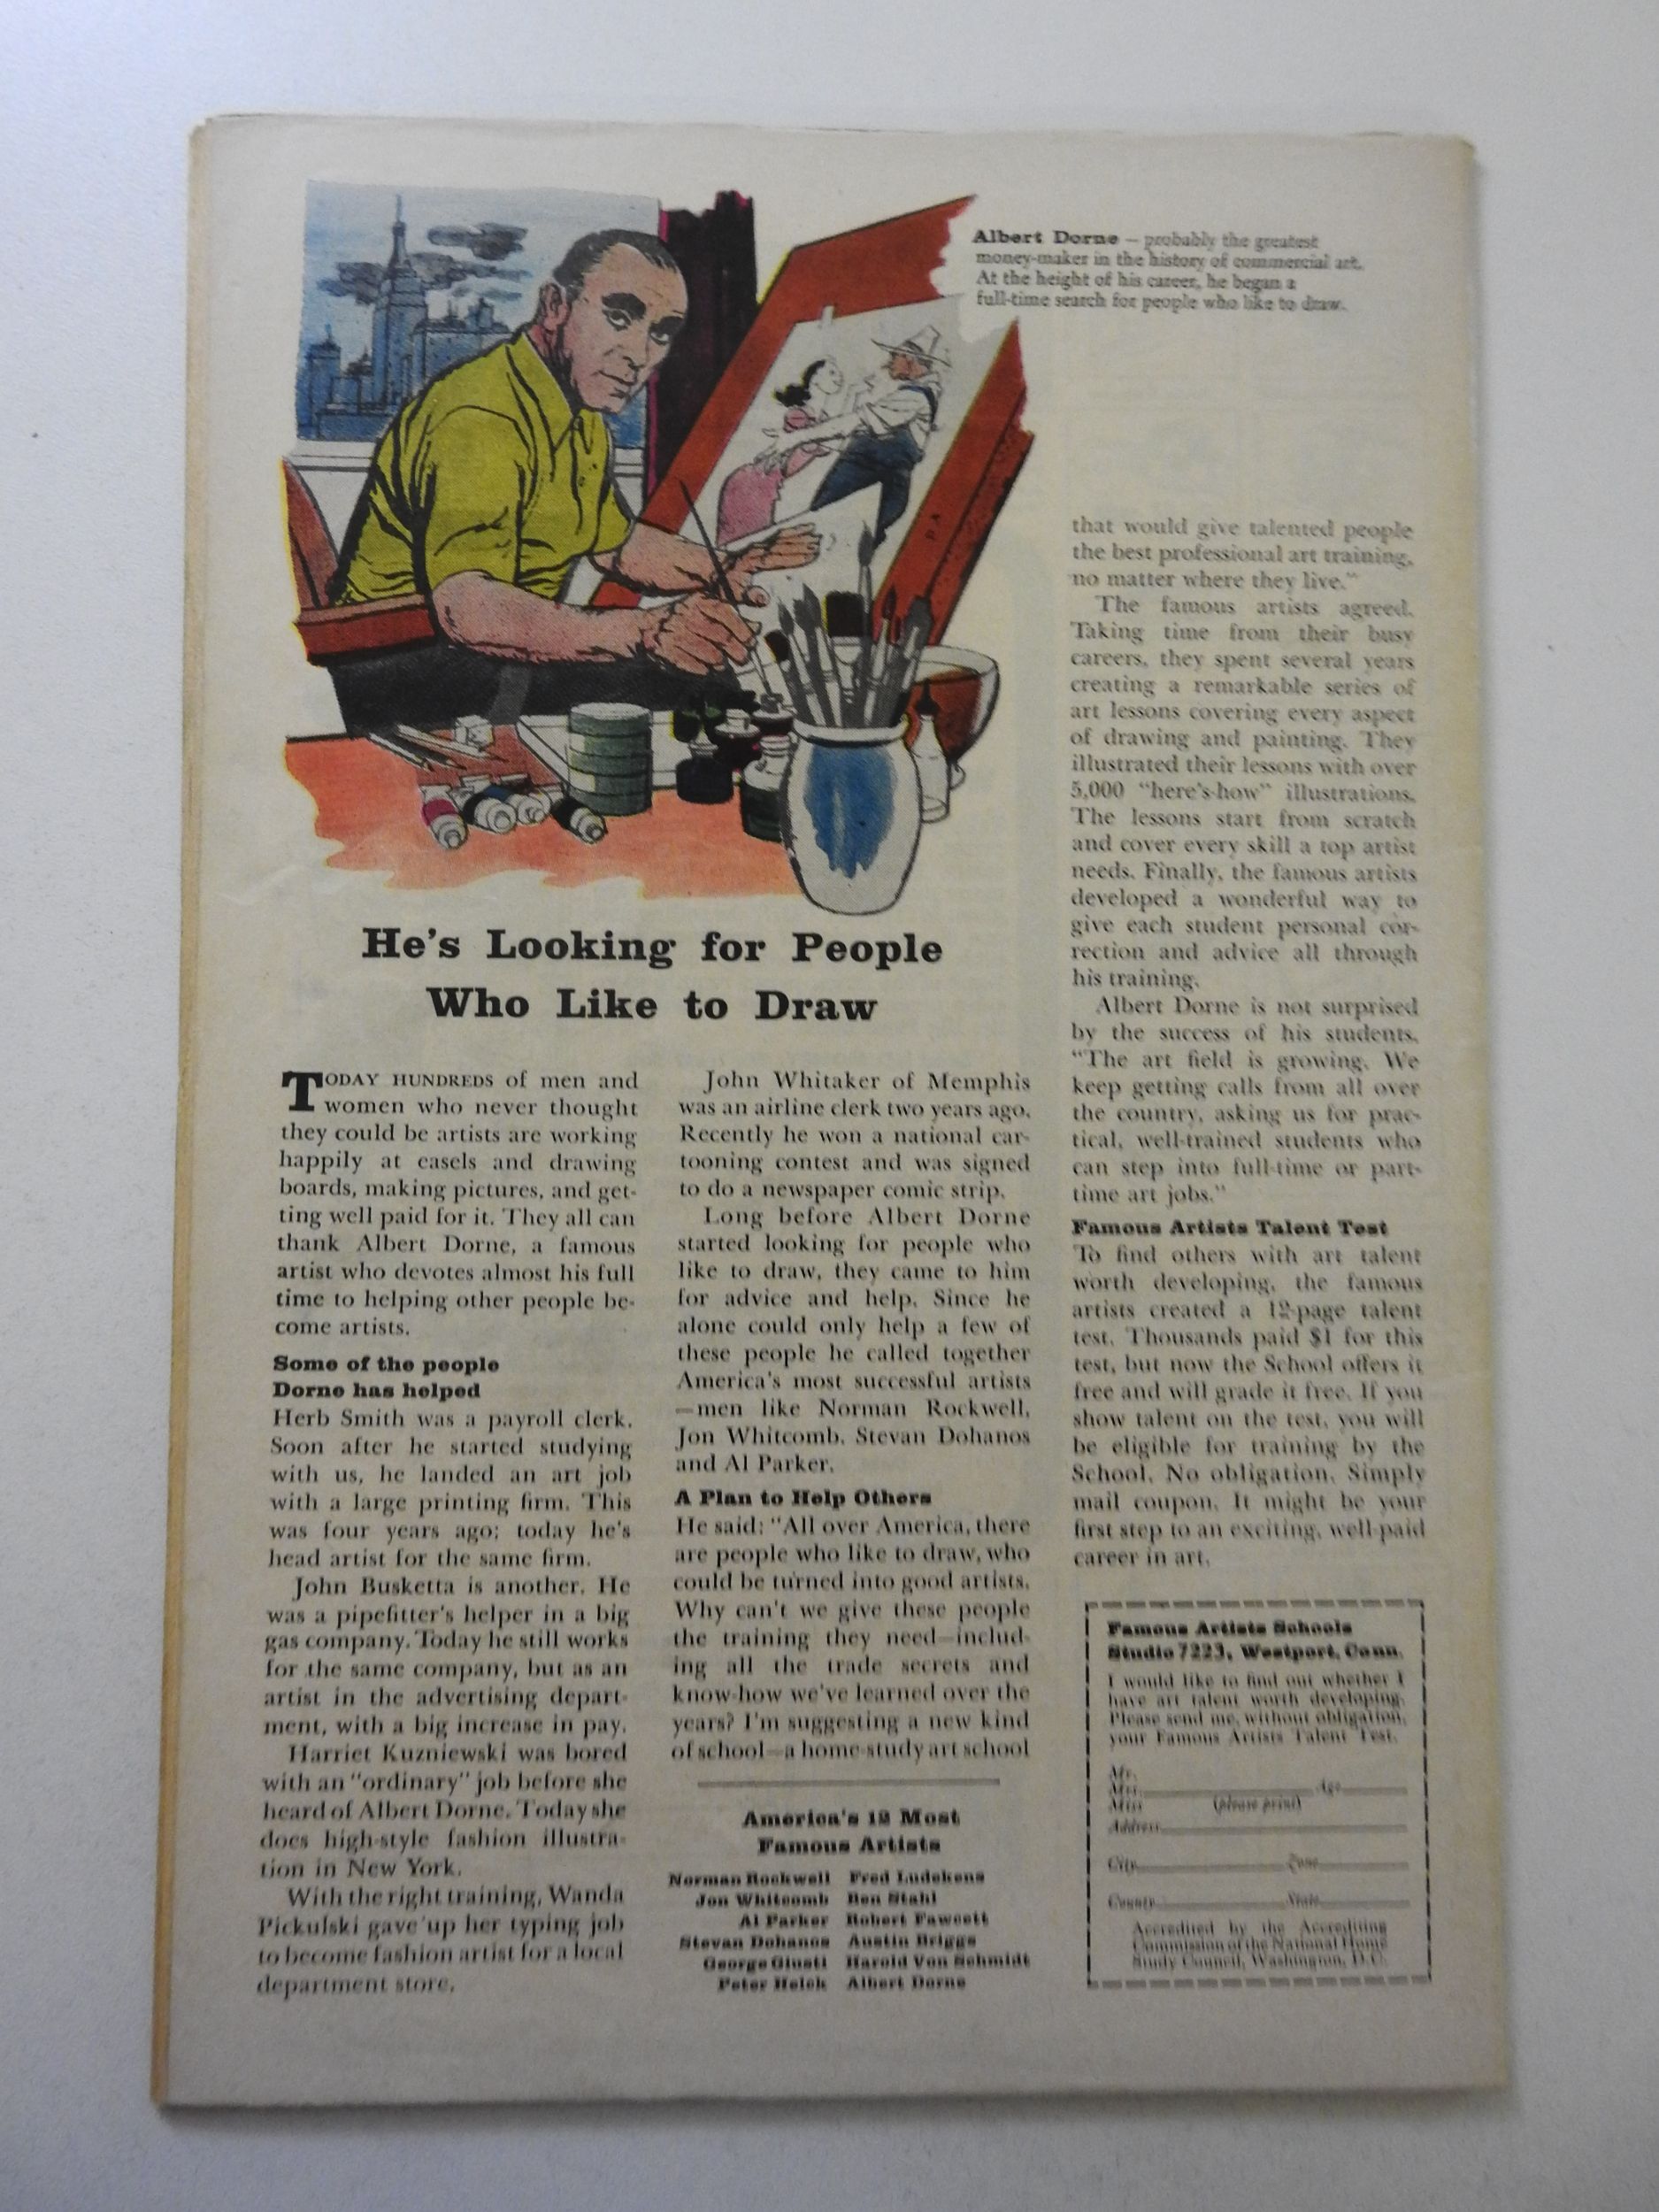 Albert Dorne – probably the greatest
money-maker in the history of commercial art.
At the height of his career, he began a
full-time search for people who like to draw.
He's Looking for People
Who Like to Draw
TODAY HUNDREDS of men and
women who never thought
they could be artists are working
happily at easels and drawing
boards, making pictures, and get-
ting well paid for it. They all can
thank Albert Dorne, a famous
artist who devotes almost his full
time to helping other people be-
come artists.
Some of the people
Dorne has helped
Herb Smith was a payroll clerk.
Soon after he started studying
with us, he landed an art job
with a large printing firm. This
was four years ago; today he's
head artist for the same firm.
John Busketta is another. He
was a pipefitter's helper in a big
gas company. Today he still works
for the same company, but as an
artist in the advertising depart-
ment, with a big increase in pay.
Harriet Kuzniewski was bored
with an "ordinary" job before she
heard of Albert Dorne. Today she
does high-style fashion illustra-
tion in New York.
With the right training, Wanda
Pickulski gave up her typing job
to become fashion artist for a local
department store.
John Whitaker of Memphis
was an airline clerk two years ago.
Recently he won a national car-
tooning contest and was signed
to do a newspaper comic strip.
Long before Albert Dorne
started looking for people who
like to draw, they came to him
for advice and help. Since he
alone could only help a few of
these people he called together
America's most successful artists
—men like Norman Rockwell,
Jon Whitcomb, Stevan Dohanos
and Al Parker.
A Plan to Help Others
He said: "All over America, there
are people who like to draw, who
could be turned into good artists.
Why can't we give these people
the training they need—includ-
ing all the trade secrets and
know-how we've learned over the
years? I'm suggesting a new kind
of school—a home-study art school
that would give talented people
the best professional art training,
no matter where they live."
The famous artists agreed.
Taking time from their busy
careers, they spent several years
creating a remarkable series of
art lessons covering every aspect
of drawing and painting. They
illustrated their lessons with over
5,000 "here's-how" illustrations.
The lessons start from scratch
and cover every skill a top artist
needs. Finally, the famous artists
developed a wonderful way to
give each student personal cor-
rection and advice all through
his training.
Albert Dorne is not surprised
by the success of his students.
"The art field is growing. We
keep getting calls from all over
the country, asking us for prac-
tical, well-trained students who
can step into full-time or part-
time art jobs."
Famous Artists Talent Test
To find others with art talent
worth developing, the famous
artists created a 12-page talent
test. Thousands paid $1 for this
test, but now the School offers it
free and will grade it free. If you
show talent on the test, you will
be eligible for training by the
School. No obligation. Simply
mail coupon. It might be your
first step to an exciting, well-paid
career in art.
America's 12 Most
Famous Artists
Norman Rockwell Fred Ludekens
Jon Whitcomb Ben Stahl
Al Parker Robert Fawcett
Stevan Dohanos Austin Briggs
George Giusti Harold Von Schmidt
Peter Helck Albert Dorne
Famous Artists Schools
Studio 7223, Westport, Conn.
I would like to find out whether I
have art talent worth developing.
Please send me, without obligation,
your Famous Artists Talent Test.
Mr.
Mrs. Age
Miss (please print)
Address
City Zone
County State
Accredited by the Accrediting
Commission of the National Home
Study Council, Washington, D.C.